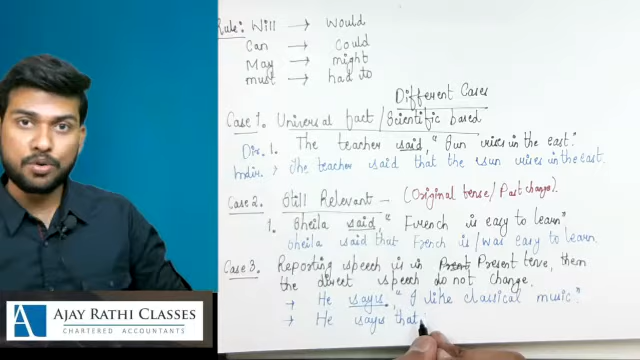 Rule: Will → Would
Can → Could
May → might
must → had to
Different Cases
Case 1. Universal fact / Scientific based
Dir. 1. The teacher said, "Sun rises in the east."
Indir. → The teacher said that the sun rises in the east.
Case 2. Still Relevant — (Original tense / Past change).
1. Sheila said, "French is easy to learn"
Sheila said that French is / was easy to learn.
Case 3. Reporting speech is in Present Present tense, them
the direct speech do not change.
→ He says, "I like classical music."
→ He says that
AJAY RATHI CLASSES
CHARTERED ACCOUNTANTS